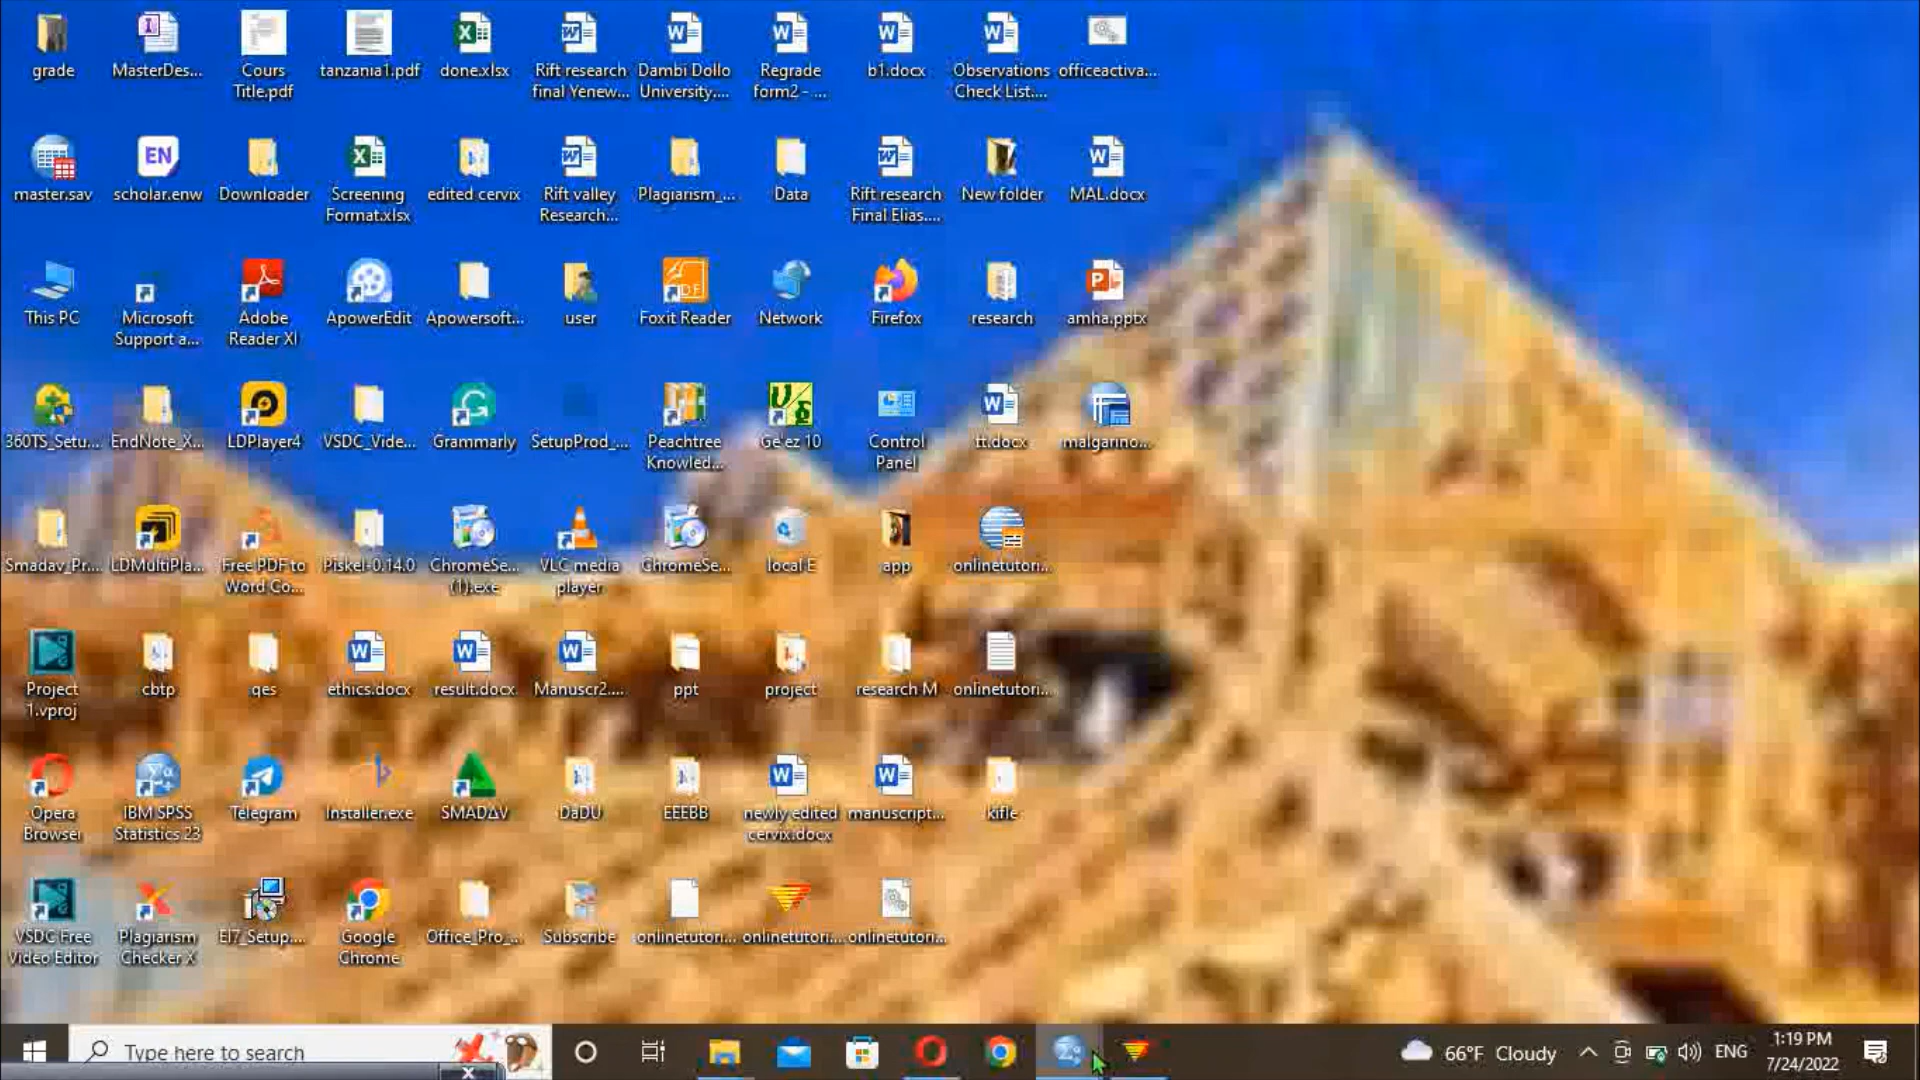 grade
MasterDes...
Cours
Title.pdf
tanzania1.pdf
done.xlsx
Rift research
final Yenew...
Dambi Dollo
University....
Regrade
form2 - ...
b1.docx
Observations
Check List....
officeactiva...
master.sav
EN
scholar.enw
Downloader
Screening
Format.xlsx
edited cervix
Rift valley
Research...
Plagiarism_...
Data
Rift research
Final Elias....
New folder
MAL.docx
This PC
Microsoft
Support a...
Adobe
Reader XI
ApowerEdit
Apowersoft...
user
Foxit Reader
Network
Firefox
research
amha.pptx
360TS_Setu...
EndNote_X...
LDPlayer4
VSDC_Vide...
Grammarly
SetupProd_...
Peachtree
Knowled...
Ge'ez 10
Control
Panel
tt.docx
malgarino...
Smadav_Pr...
LDMultiPla...
Free PDF to
Word Co...
Piskel-0.14.0
ChromeSe...
(1).exe
VLC media
player
ChromeSe...
local E
app
onlinetutori...
Project
1.vproj
cbtp
qes
ethics.docx
result.docx
Manuscr2....
ppt
project
research M
onlinetutori...
Opera
Browser
IBM SPSS
Statistics 23
Telegram
Installer.exe
SMADAV
DaDU
EEEBB
newly edited
cervix.docx
manuscript...
kifle
VSDC Free
Video Editor
Plagiarism
Checker X
EI7_Setup....
Google
Chrome
Office_Pro_...
Subscribe
onlinetutori...
onlinetutori...
onlinetutori...
Type here to search
66°F Cloudy
ENG
1:19 PM
7/24/2022